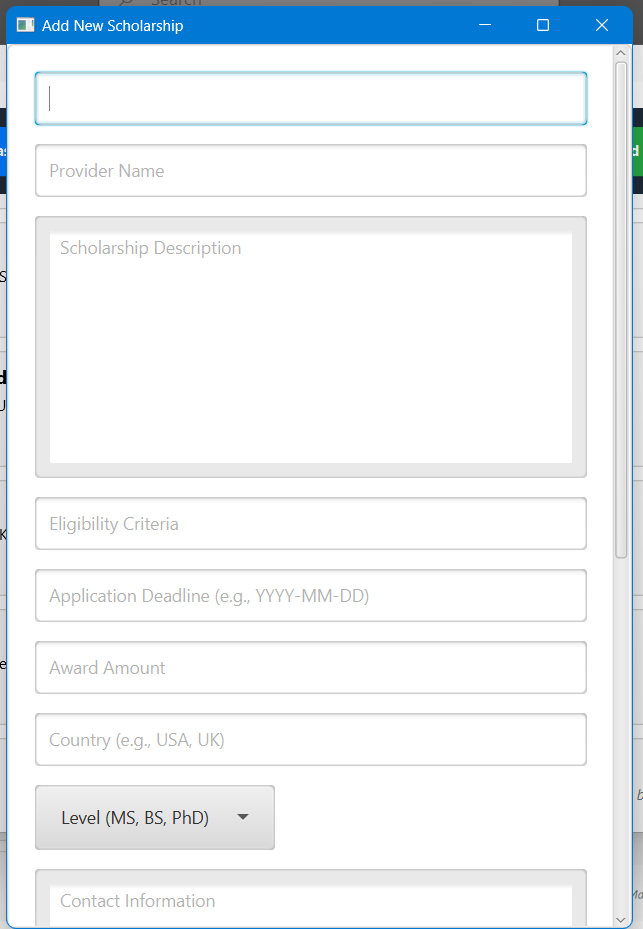 Search
Add New Scholarship
Provider Name
Scholarship Description
Eligibility Criteria
Application Deadline (e.g., YYYY-MM-DD)
Award Amount
Country (e.g., USA, UK)
Level (MS, BS, PhD)
Contact Information